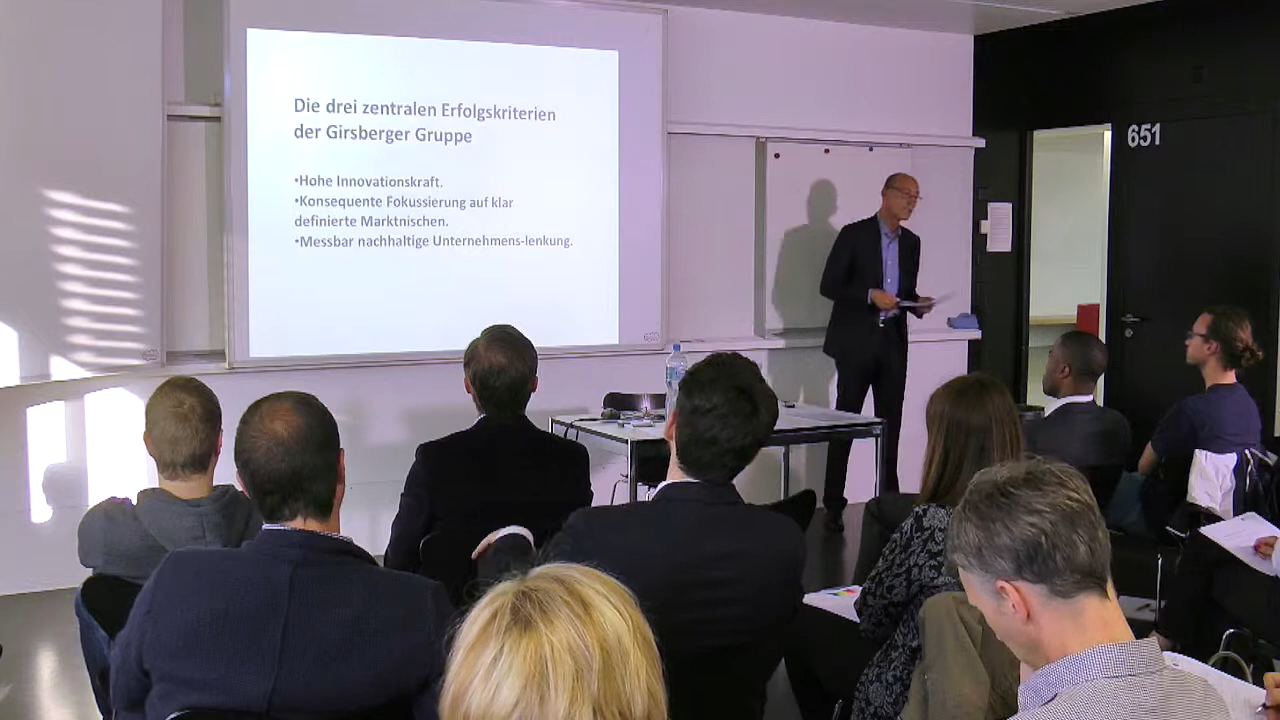 Die drei zentralen Erfolgskriterien
der Girsberger Gruppe
•Hohe Innovationskraft.
•Konsequente Fokussierung auf klar
definierte Marktnischen.
•Messbar nachhaltige Unternehmens-lenkung.
651